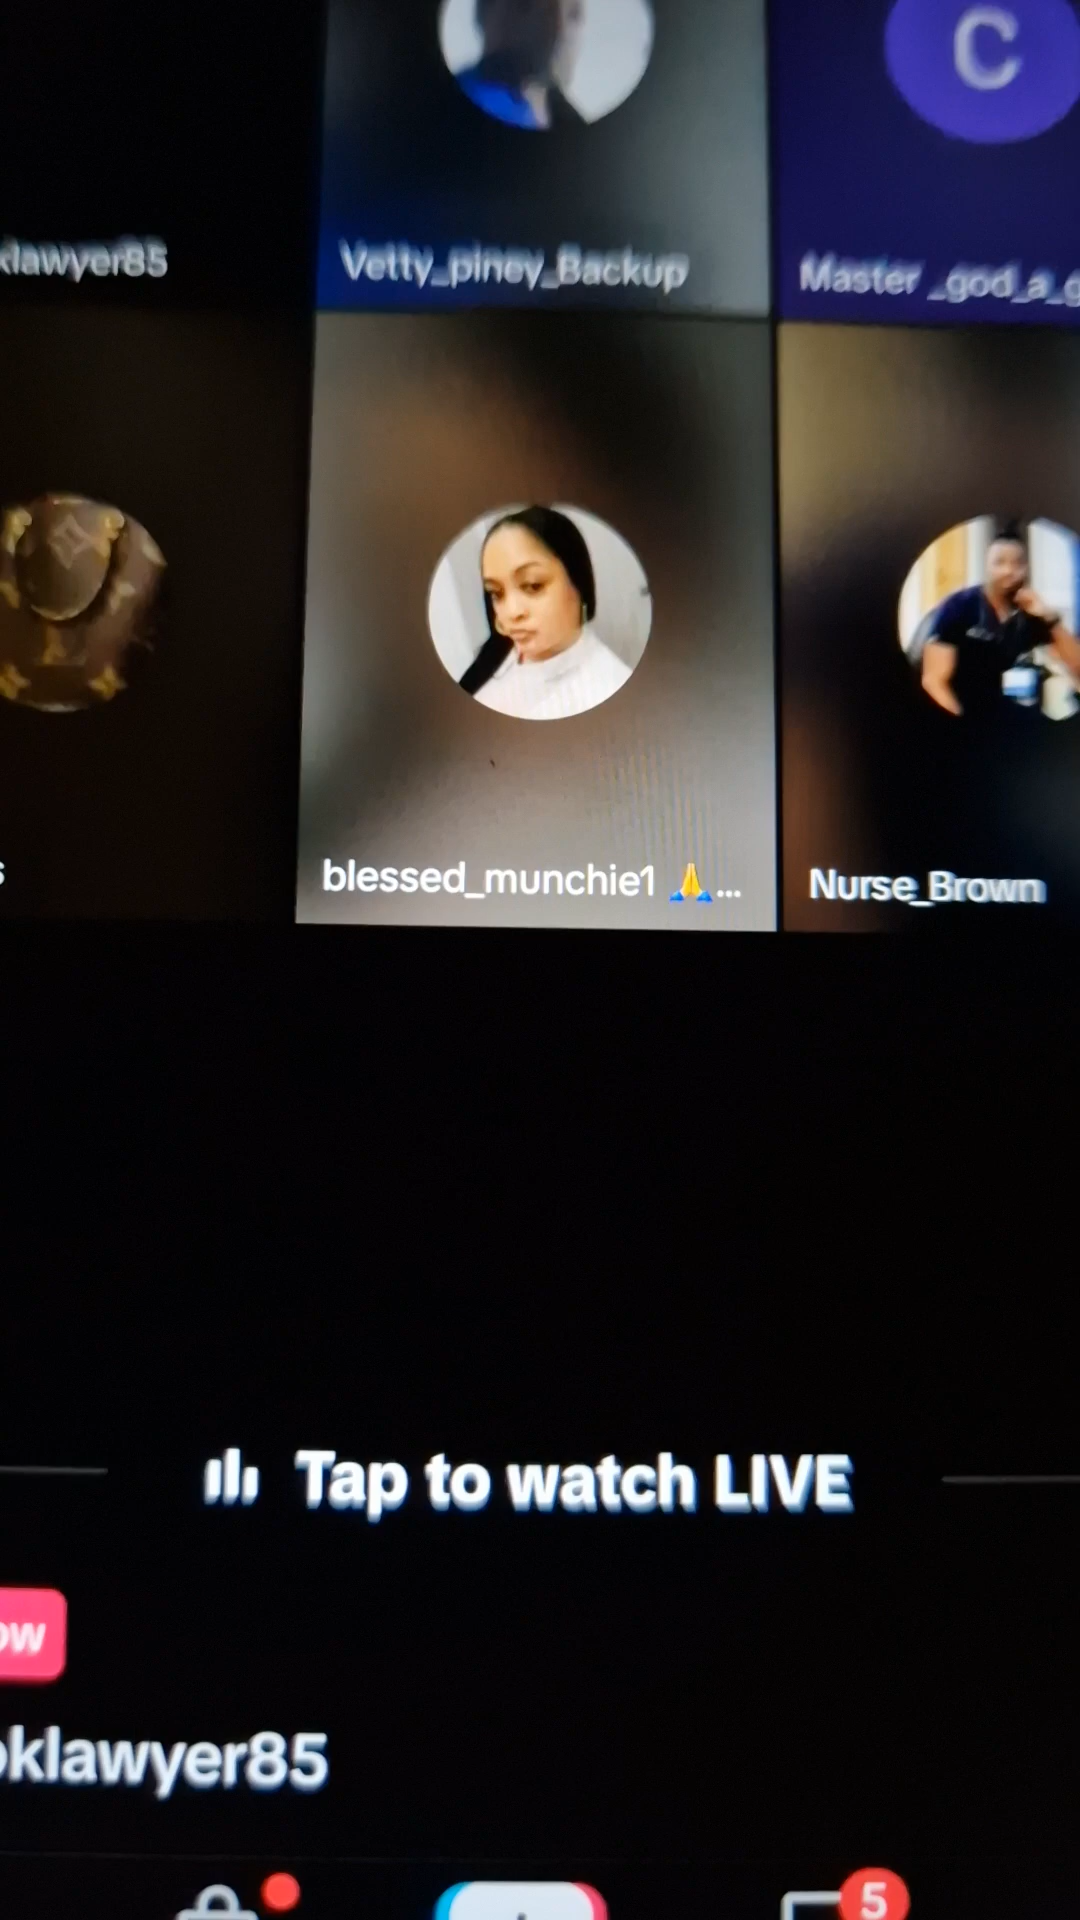 C
klawyer85
Vetty_piney_Backup
Master _god_a_g
s
blessed_munchie1 🙏...
Nurse_Brown
Tap to watch LIVE
ow
oklawyer85
5